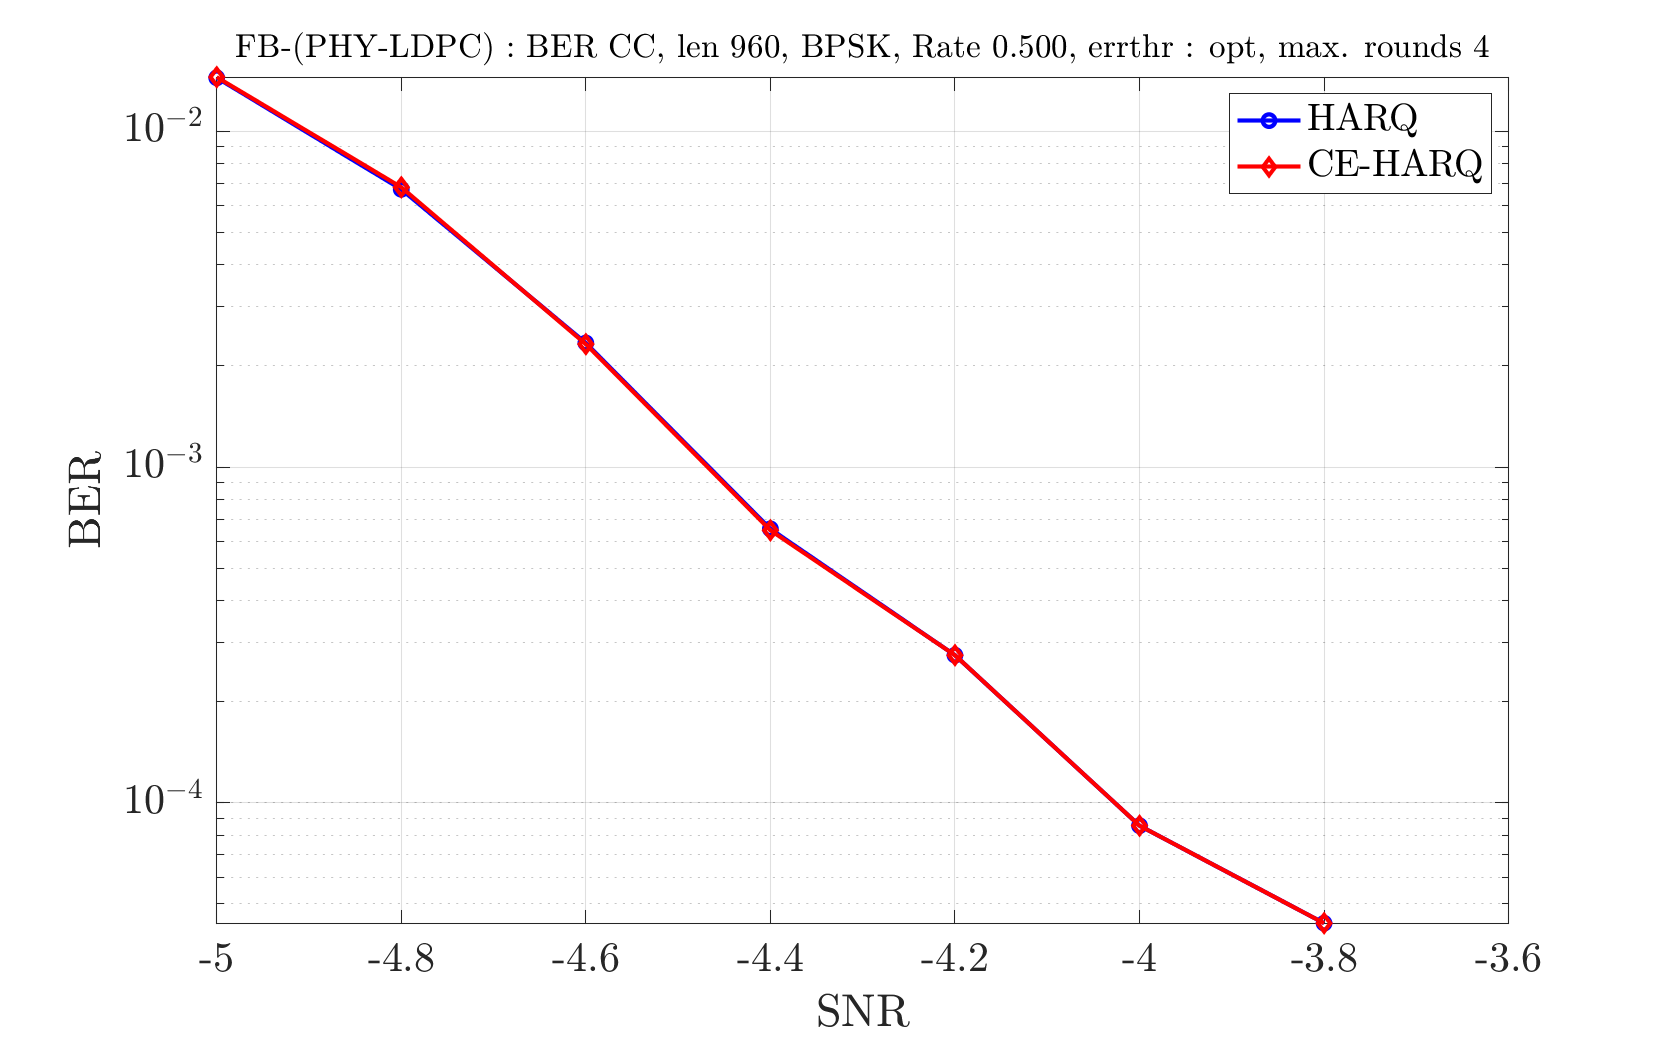 FB-(PHY-LDPC) : BER CC, len 960, BPSK, Rate 0.500, errthr : opt, max. rounds 4
HARQ
CE-HARQ
10⁻²
10⁻³
10⁻⁴
BER
-5 -4.8 -4.6 -4.4 -4.2 -4 -3.8 -3.6
SNR